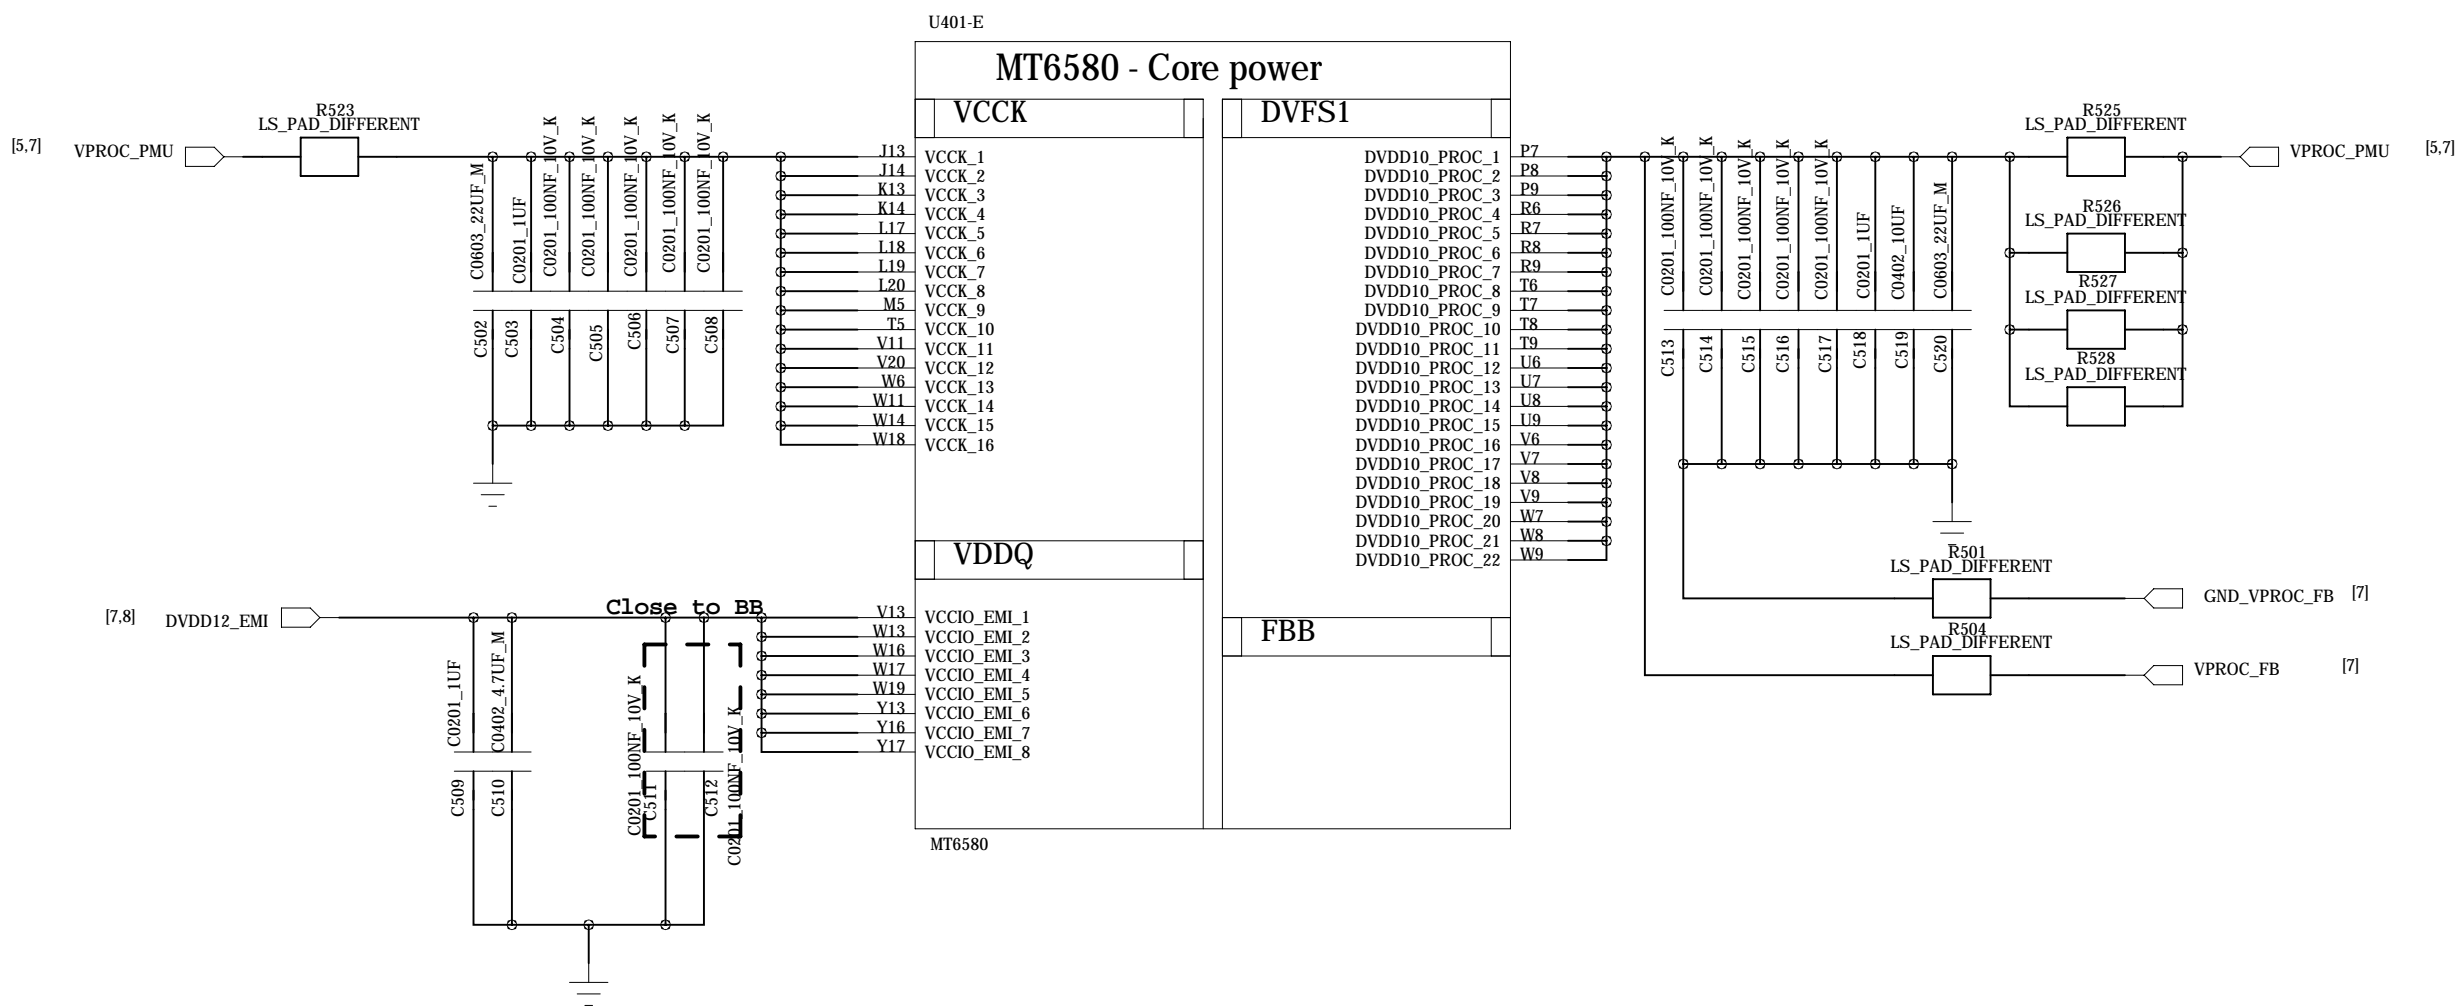 U401-E
MT6580 - Core power
VCCK
DVFS1
R523
LS_PAD_DIFFERENT
[5,7]
VPROC_PMU
C0603_22UF_M
C0201_1UF
C0201_100NF_10V_K
C0201_100NF_10V_K
C0201_100NF_10V_K
C0201_100NF_10V_K
C0201_100NF_10V_K
C502
C503
C504
C505
C506
C507
C508
J13 VCCK_1
J14 VCCK_2
K13 VCCK_3
K14 VCCK_4
L17 VCCK_5
L18 VCCK_6
L19 VCCK_7
L20 VCCK_8
M5 VCCK_9
T5 VCCK_10
V11 VCCK_11
V20 VCCK_12
W6 VCCK_13
W11 VCCK_14
W14 VCCK_15
W18 VCCK_16
DVDD10_PROC_1 P7
DVDD10_PROC_2 P8
DVDD10_PROC_3 P9
DVDD10_PROC_4 R6
DVDD10_PROC_5 R7
DVDD10_PROC_6 R8
DVDD10_PROC_7 R9
DVDD10_PROC_8 T6
DVDD10_PROC_9 T7
DVDD10_PROC_10 T8
DVDD10_PROC_11 T9
DVDD10_PROC_12 U6
DVDD10_PROC_13 U7
DVDD10_PROC_14 U8
DVDD10_PROC_15 U9
DVDD10_PROC_16 V6
DVDD10_PROC_17 V7
DVDD10_PROC_18 V8
DVDD10_PROC_19 V9
DVDD10_PROC_20 W7
DVDD10_PROC_21 W8
DVDD10_PROC_22 W9
C0201_100NF_10V_K
C0201_100NF_10V_K
C0201_100NF_10V_K
C0201_100NF_10V_K
C0201_100NF_10V_K
C0201_1UF
C0402_10UF
C0603_22UF_M
C513
C514
C515
C516
C517
C518
C519
C520
R525
LS_PAD_DIFFERENT
VPROC_PMU
[5,7]
R526
LS_PAD_DIFFERENT
R527
LS_PAD_DIFFERENT
R528
LS_PAD_DIFFERENT
R501
LS_PAD_DIFFERENT
GND_VPROC_FB [7]
R504
LS_PAD_DIFFERENT
VPROC_FB [7]
VDDQ
FBB
[7,8]
DVDD12_EMI
Close to BB
C0201_1UF
C0402_4.7UF_M
C0201_100NF_10V_K
C0201_100NF_10V_K
C509
C510
C511
C512
V13 VCCIO_EMI_1
W13 VCCIO_EMI_2
W16 VCCIO_EMI_3
W17 VCCIO_EMI_4
W19 VCCIO_EMI_5
Y13 VCCIO_EMI_6
Y16 VCCIO_EMI_7
Y17 VCCIO_EMI_8
MT6580